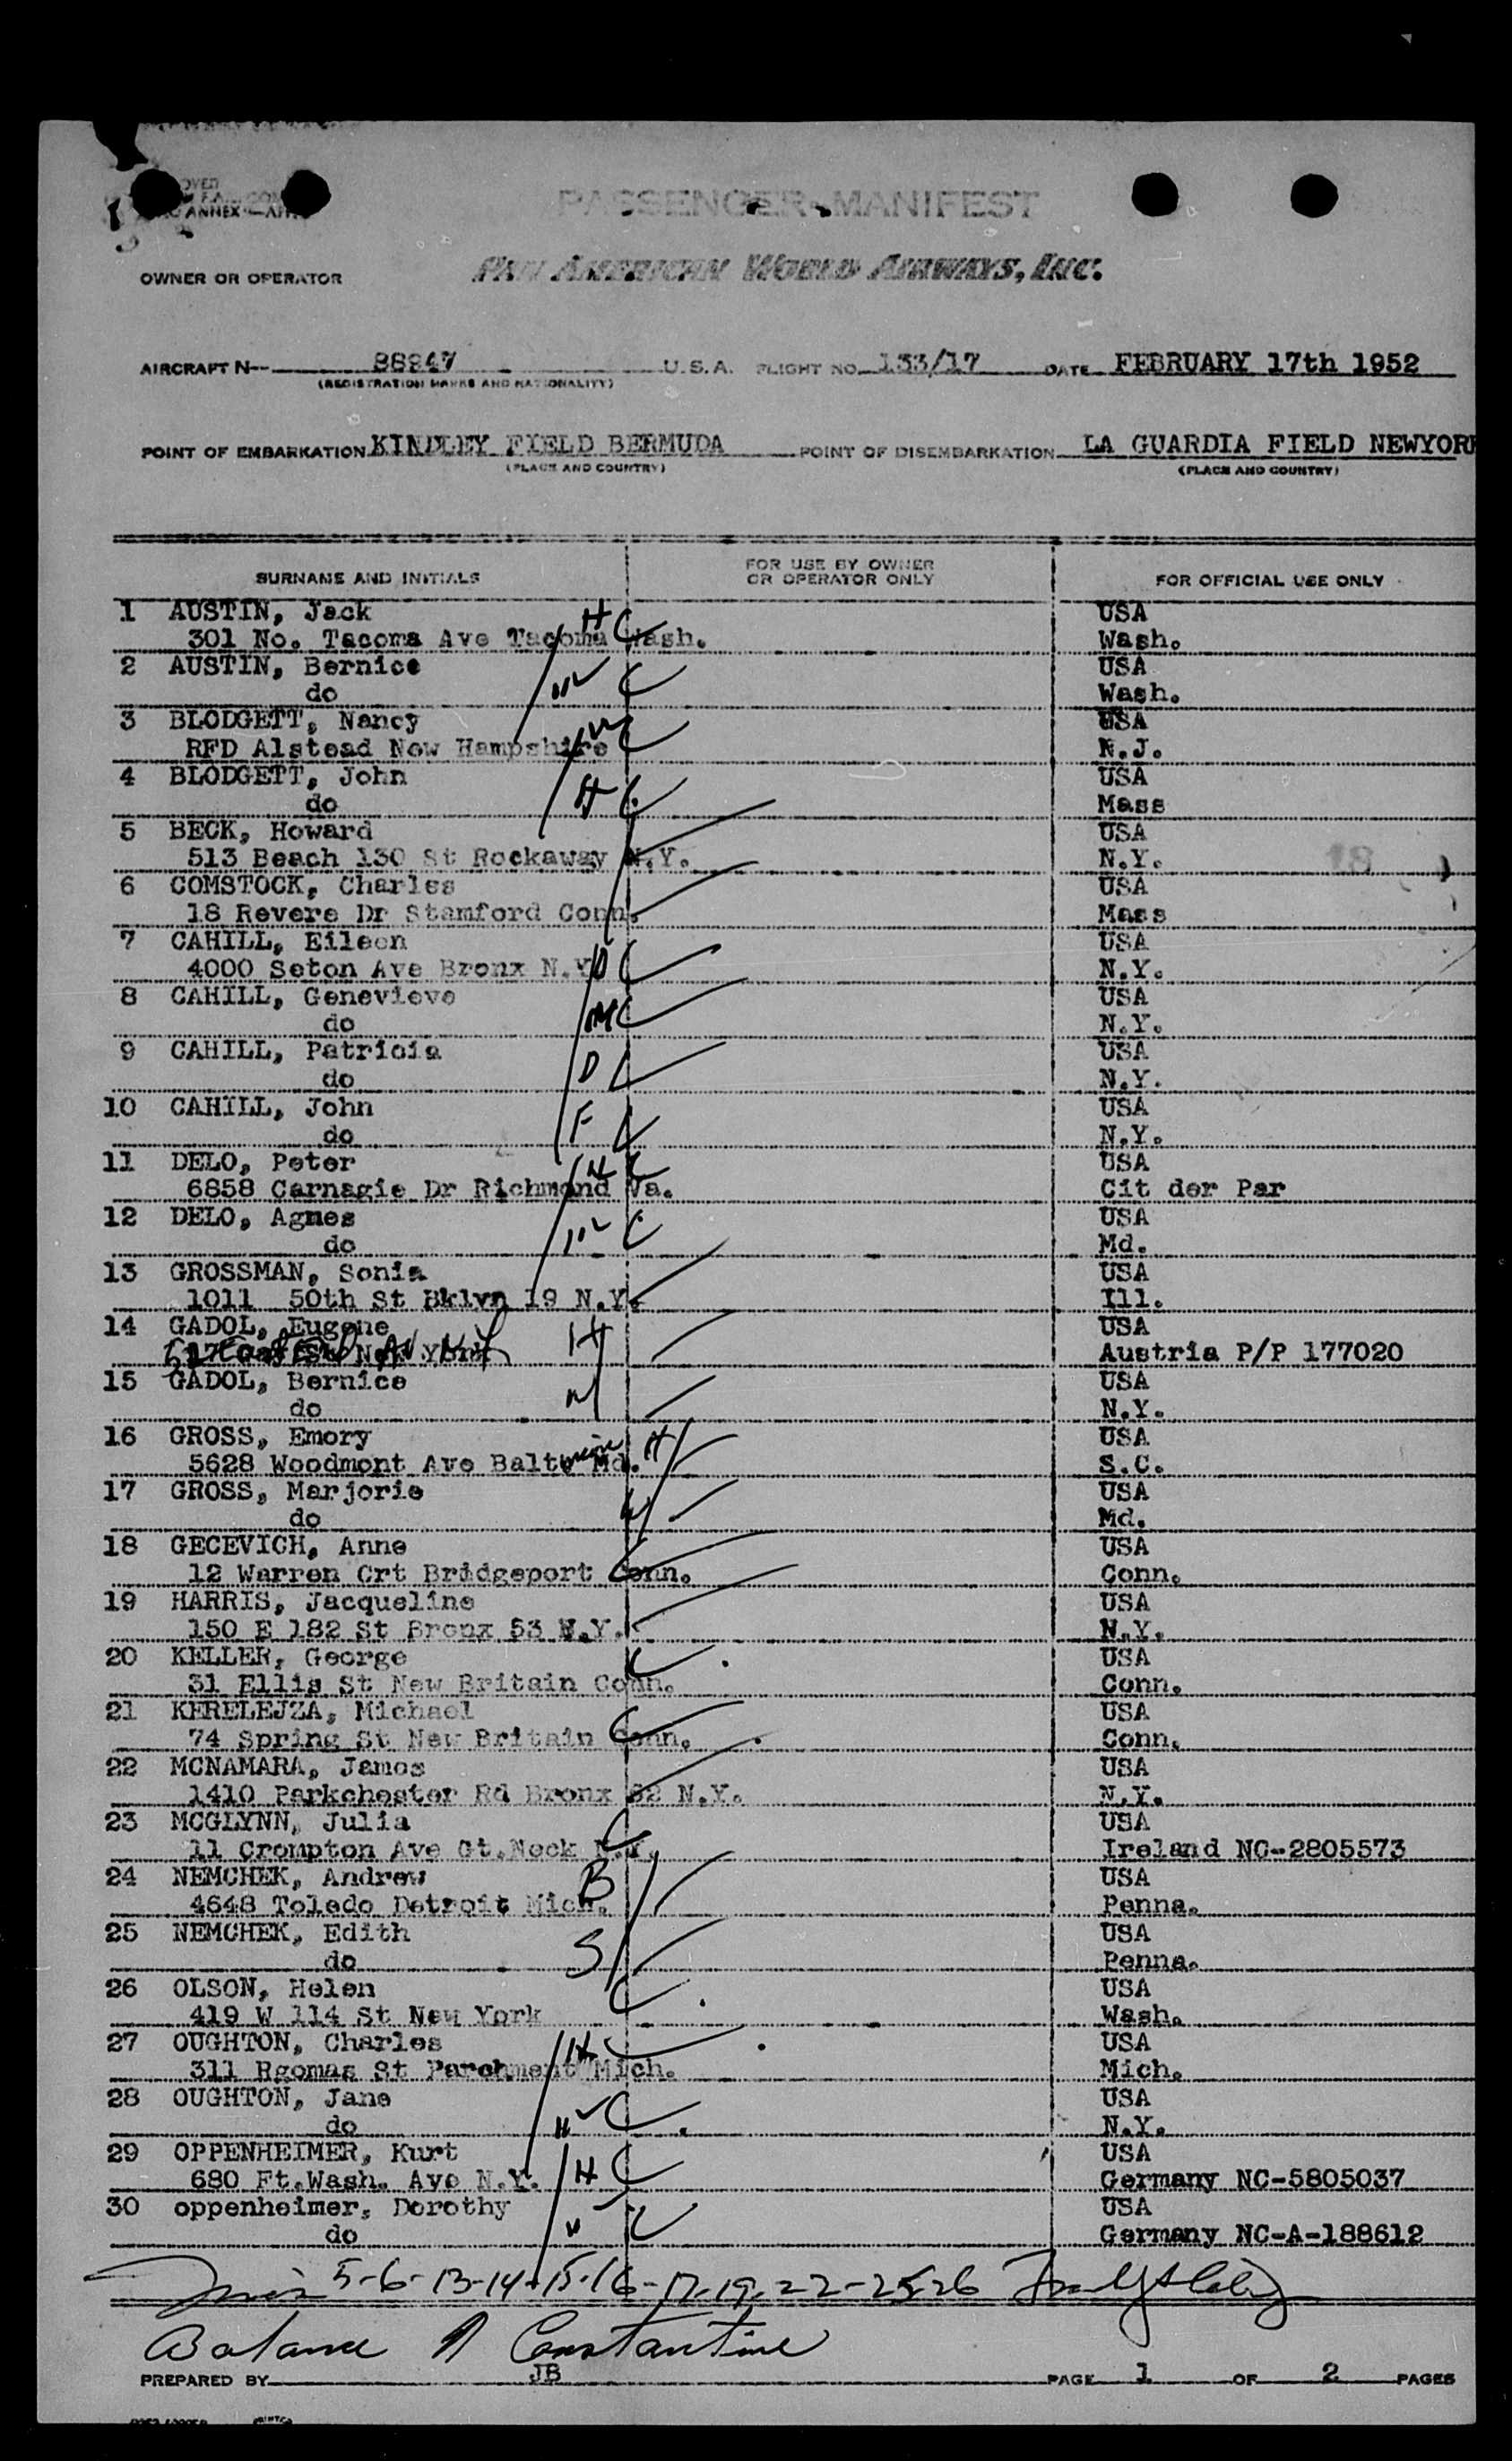 PASSENGER MANIFEST
ANNEX
OWNER OR OPERATOR PAN AMERICAN WORLD AIRWAYS, INC.
AIRCRAFT N-- 88947 U.S.A. FLIGHT NO. 133/17 DATE FEBRUARY 17th 1952
(REGISTRATION MARKS AND NATIONALITY)
POINT OF EMBARKATION KINDLEY FIELD BERMUDA POINT OF DISEMBARKATION LA GUARDIA FIELD NEWYORK
(PLACE AND COUNTRY) (PLACE AND COUNTRY)
SURNAME AND INITIALS FOR USE BY OWNER OR OPERATOR ONLY FOR OFFICIAL USE ONLY
1 AUSTIN, Jack H USA
301 No. Tacoma Ave Tacoma Wash. Wash.
2 AUSTIN, Bernice USA
do Wash.
3 BLODGETT, Nancy USA
RFD Alstead New Hampshire N.J.
4 BLODGETT, John USA
do H Mass
5 BECK, Howard USA
513 Beach 130 St Rockaway N.Y. N.Y. 18
6 COMSTOCK, Charles USA
18 Revere Dr Stamford Conn. Mass
7 CAHILL, Eileen USA
4000 Seton Ave Bronx N.Y. D N.Y.
8 CAHILL, Genevieve USA
do M N.Y.
9 CAHILL, Patricia USA
do D N.Y.
10 CAHILL, John USA
do F N.Y.
11 DELO, Peter USA
6858 Carnagie Dr Richmond Va. Cit der Par
12 DELO, Agnes USA
do Md.
13 GROSSMAN, Sonia USA
1011 50th St Bklyn 19 N.Y. Ill.
14 GADOL, Eugene H USA
Austria P/P 177020
15 GADOL, Bernice USA
do W N.Y.
16 GROSS, Emory H USA
5628 Woodmont Ave Baltimore Md. S.C.
17 GROSS, Marjorie USA
do W Md.
18 GECEVICH, Anne USA
12 Warren Crt Bridgeport Conn. Conn.
19 HARRIS, Jacqueline USA
150 E 182 St Bronx 53 N.Y. N.Y.
20 KELLER, George USA
31 Ellis St New Britain Conn. Conn.
21 KERELEJZA, Michael USA
74 Spring St New Britain Conn. Conn.
22 MCNAMARA, James USA
1410 Parkchester Rd Bronx 62 N.Y. N.Y.
23 MCGLYNN, Julia USA
11 Crompton Ave Gt.Neck N.Y. Ireland NC-2805573
24 NEMCHEK, Andrew B USA
4648 Toledo Detroit Mich. Penna.
25 NEMCHEK, Edith USA
do S Penna.
26 OLSON, Helen USA
419 W 114 St New York Wash.
27 OUGHTON, Charles H USA
311 Rgomas St Parchment Mich. Mich.
28 OUGHTON, Jane USA
do N.Y.
29 OPPENHEIMER, Kurt USA
680 Ft.Wash. Ave N.Y. H Germany NC-5805037
30 oppenheimer, Dorothy USA
do Germany NC-A-188612
5-6-13-14-15-16-17-19-22-25-26
Balance Constantine
PREPARED BY JB PAGE 1 OF 2 PAGES